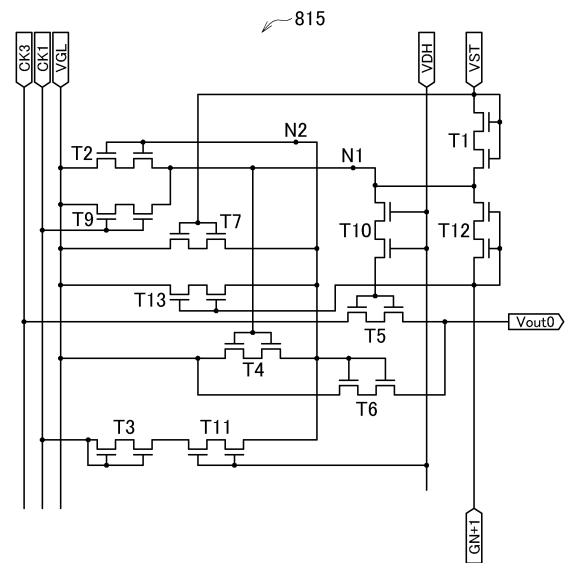 815
CK3
CK1
VGL
VDH
VST
N2
T2
N1
T1
T9
T7
T10
T12
T13
T5
Vout0
T4
T6
T3
T11
GN+1